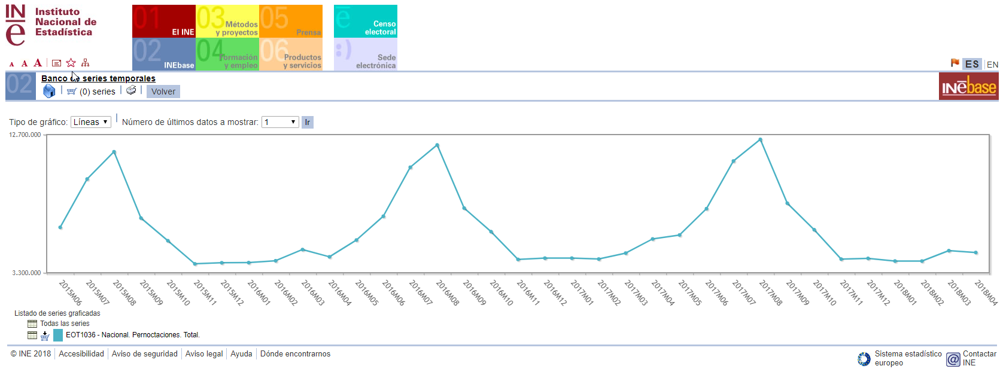 INe
Instituto
Nacional de
Estadística
01
El INE
03
Métodos
y proyectos
05
Prensa
ē
Censo
electoral
02
INEbase
04
Formación
y empleo
06
Productos
y servicios
:)
Sede
electrónica
A A A
ES EN
02
Banco de series temporales
(0) series
Volver
INēbase
Tipo de gráfico: Líneas Número de últimos datos a mostrar: 1 Ir
12.700.000
3.300.000
2015M06
2015M07
2015M08
2015M09
2015M10
2015M11
2015M12
2016M01
2016M02
2016M03
2016M04
2016M05
2016M06
2016M07
2016M08
2016M09
2016M10
2016M11
2016M12
2017M01
2017M02
2017M03
2017M04
2017M05
2017M06
2017M07
2017M08
2017M09
2017M10
2017M11
2017M12
2018M01
2018M02
2018M03
2018M04
Listado de series graficadas
Todas las series
EOT1036 - Nacional. Pernoctaciones. Total.
© INE 2018 Accesibilidad Aviso de seguridad Aviso legal Ayuda Dónde encontrarnos
Sistema estadístico
europeo
@
Contactar
INE